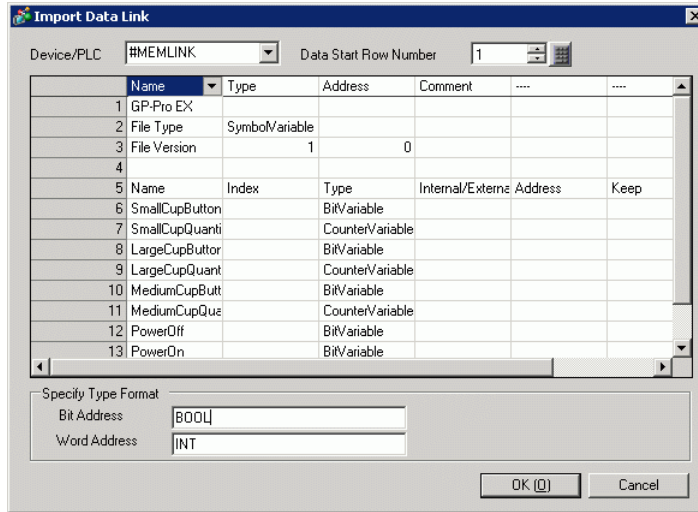 Import Data Link
Device/PLC #MEMLINK Data Start Row Number 1
Name Type Address Comment ---- ----
1 GP-Pro EX
2 File Type SymbolVariable
3 File Version 1 0
4
5 Name Index Type Internal/Externa Address Keep
6 SmallCupButton BitVariable
7 SmallCupQuanti CounterVariable
8 LargeCupButtor BitVariable
9 LargeCupQuant CounterVariable
10 MediumCupButt BitVariable
11 MediumCupQua CounterVariable
12 PowerOff BitVariable
13 PowerOn BitVariable
Specify Type Format
Bit Address BOOL
Word Address INT
OK (O) Cancel